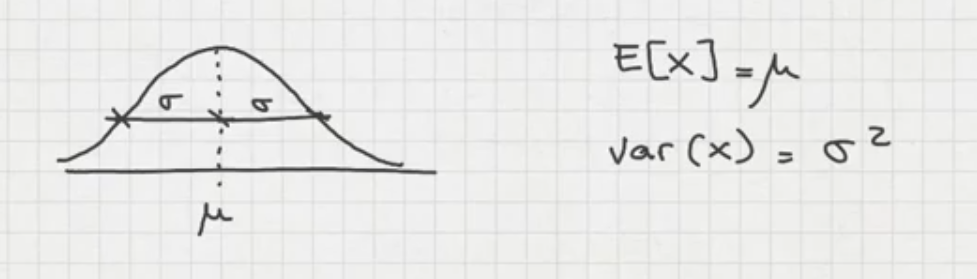 σ σ
μ
E[x] = μ
var(x) = σ²